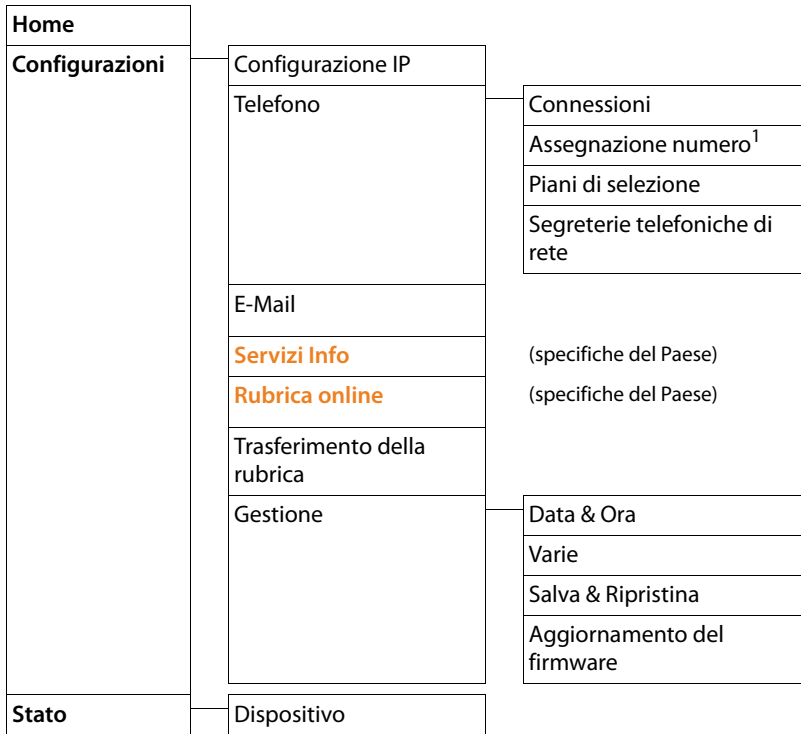 Home
Configurazioni
Configurazione IP
Telefono
Connessioni
Assegnazione numero1
Piani di selezione
Segreterie telefoniche di
rete
E-Mail
Servizi Info
(specifiche del Paese)
Rubrica online
(specifiche del Paese)
Trasferimento della
rubrica
Gestione
Data & Ora
Varie
Salva & Ripristina
Aggiornamento del
firmware
Stato
Dispositivo